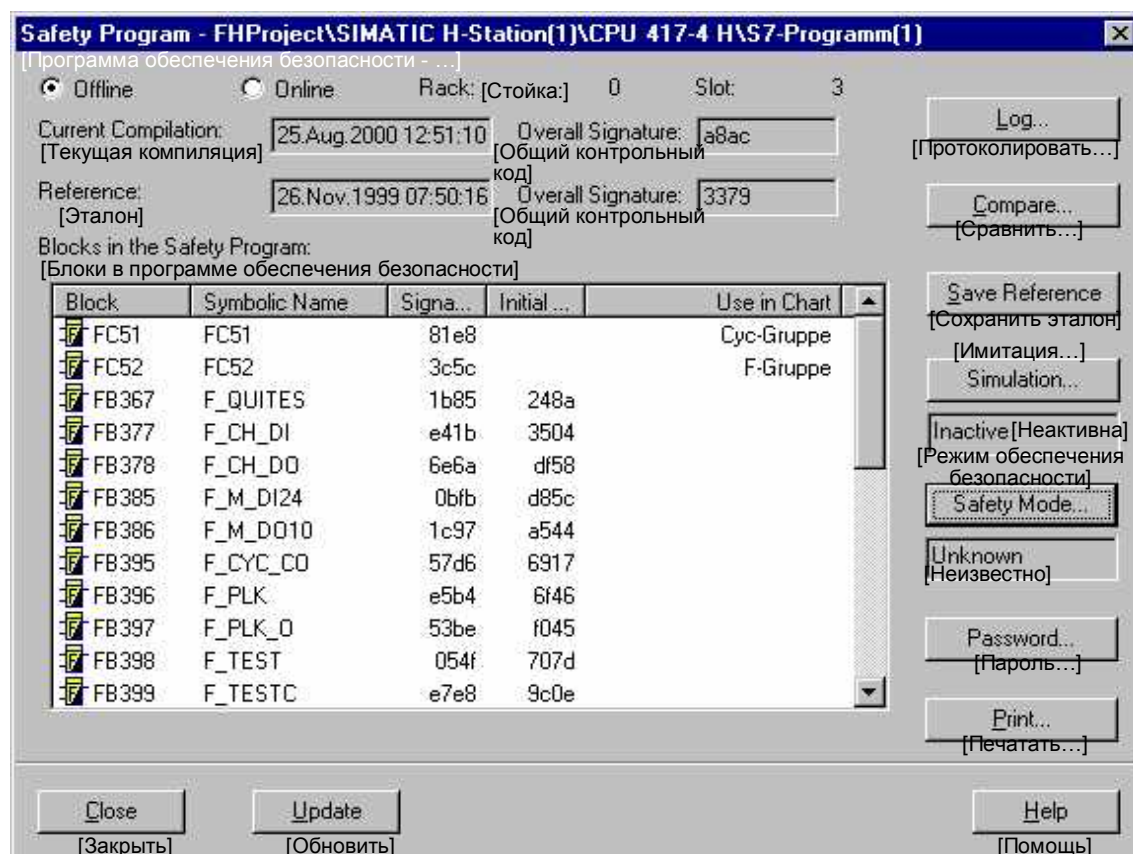 Safety Program - FHProject\SIMATIC H-Station(1)\CPU 417-4 H\S7-Programm(1)
[Программа обеспечения безопасности - …]
Offline Online Rack: [Стойка:] 0 Slot: 3
Log...
[Протоколировать…]
Current Compilation: 25.Aug.2000 12:51:10 Overall Signature: a8ac
[Текущая компиляция] [Общий контрольный
код]
Reference: 26.Nov.1999 07:50:16 Overall Signature: 3379
[Эталон] [Общий контрольный
код]
Compare...
[Сравнить…]
Blocks in the Safety Program:
[Блоки в программе обеспечения безопасности]
Block Symbolic Name Signa... Initial ... Use in Chart
FC51 FC51 81e8 Cyc-Gruppe
FC52 FC52 3c5c F-Gruppe
FB367 F_QUITES 1b85 248a
FB377 F_CH_DI e41b 3504
FB378 F_CH_DO 6e6a df58
FB385 F_M_DI24 0bfb d85c
FB386 F_M_DO10 1c97 a544
FB395 F_CYC_CO 57d6 6917
FB396 F_PLK e5b4 6f46
FB397 F_PLK_O 53be f045
FB398 F_TEST 054f 707d
FB399 F_TESTC e7e8 9c0e
Save Reference
[Сохранить эталон]
[Имитация…]
Simulation...
Inactive [Неактивна]
[Режим обеспечения
безопасности]
Safety Mode...
Unknown
[Неизвестно]
Password...
[Пароль…]
Print...
[Печатать…]
Close Update Help
[Закрыть] [Обновить] [Помощь]